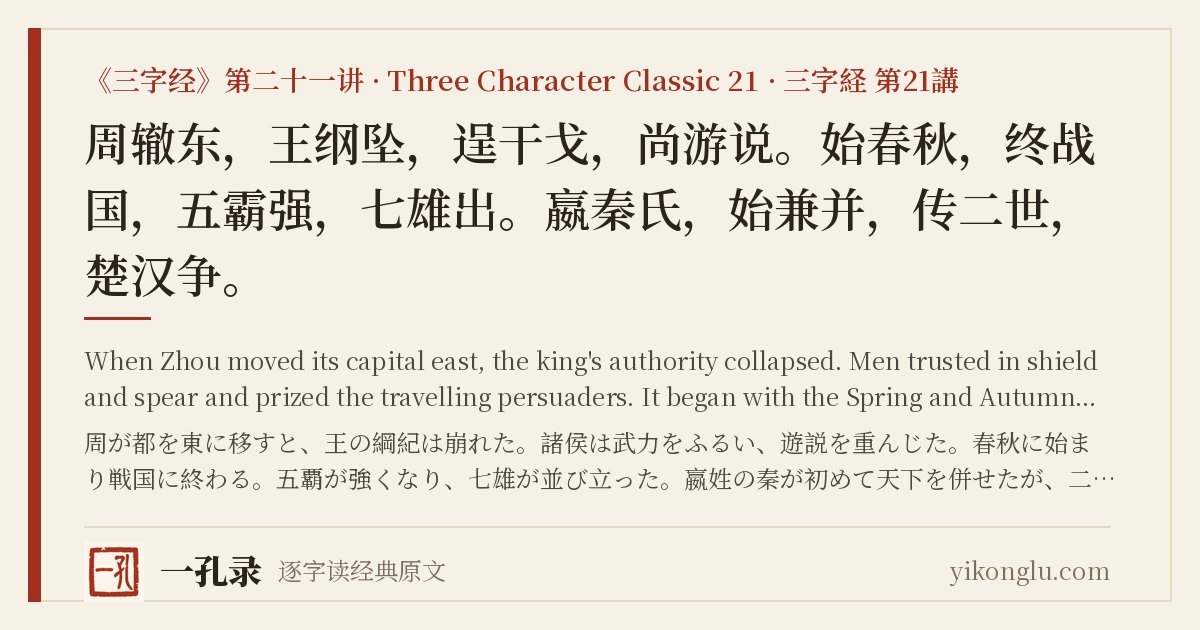 《三字经》第二十一讲 · Three Character Classic 21 · 三字経 第21講
周辙东，王纲坠，逞干戈，尚游说。始春秋，终战
国，五霸强，七雄出。嬴秦氏，始兼并，传二世，
楚汉争。
When Zhou moved its capital east, the king's authority collapsed. Men trusted in shield
and spear and prized the travelling persuaders. It began with the Spring and Autumn...
周が都を東に移すと、王の綱紀は崩れた。諸侯は武力をふるい、遊説を重んじた。春秋に始ま
り戦国に終わる。五覇が強くなり、七雄が並び立った。嬴姓の秦が初めて天下を併せたが、二…
一孔
一孔录 逐字读经典原文
yikonglu.com